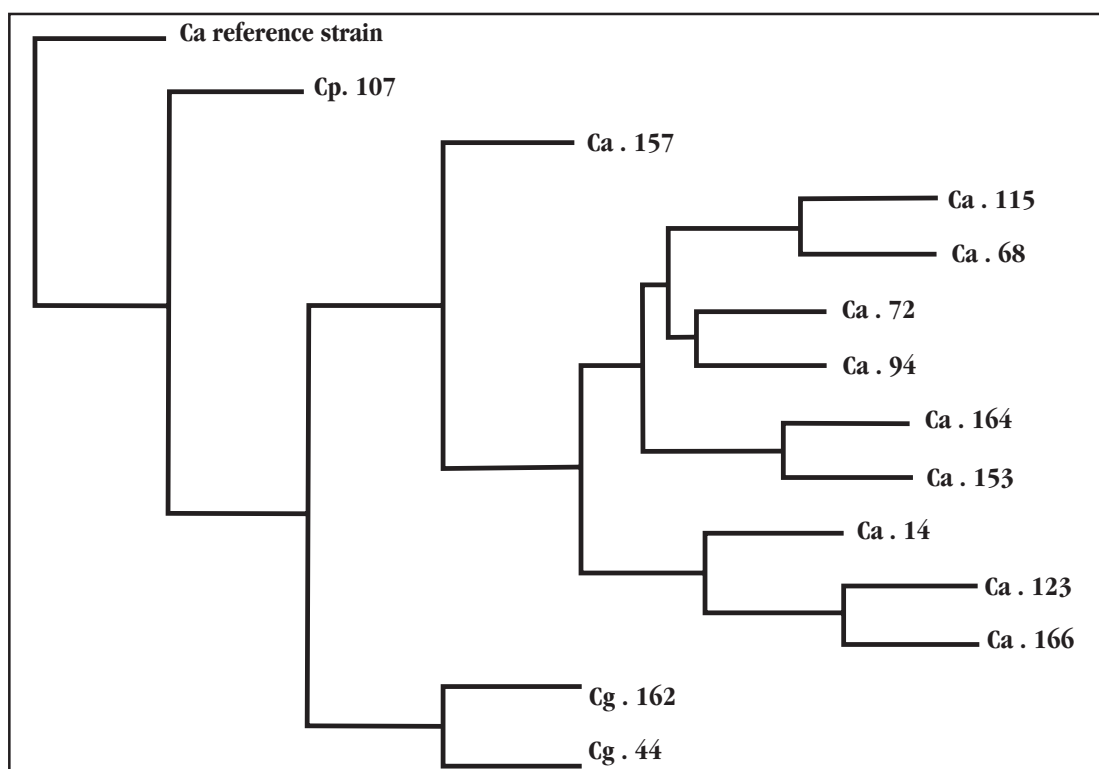 Ca reference strain
Cp. 107
Ca . 157
Ca . 115
Ca . 68
Ca . 72
Ca . 94
Ca . 164
Ca . 153
Ca . 14
Ca . 123
Ca . 166
Cg . 162
Cg . 44